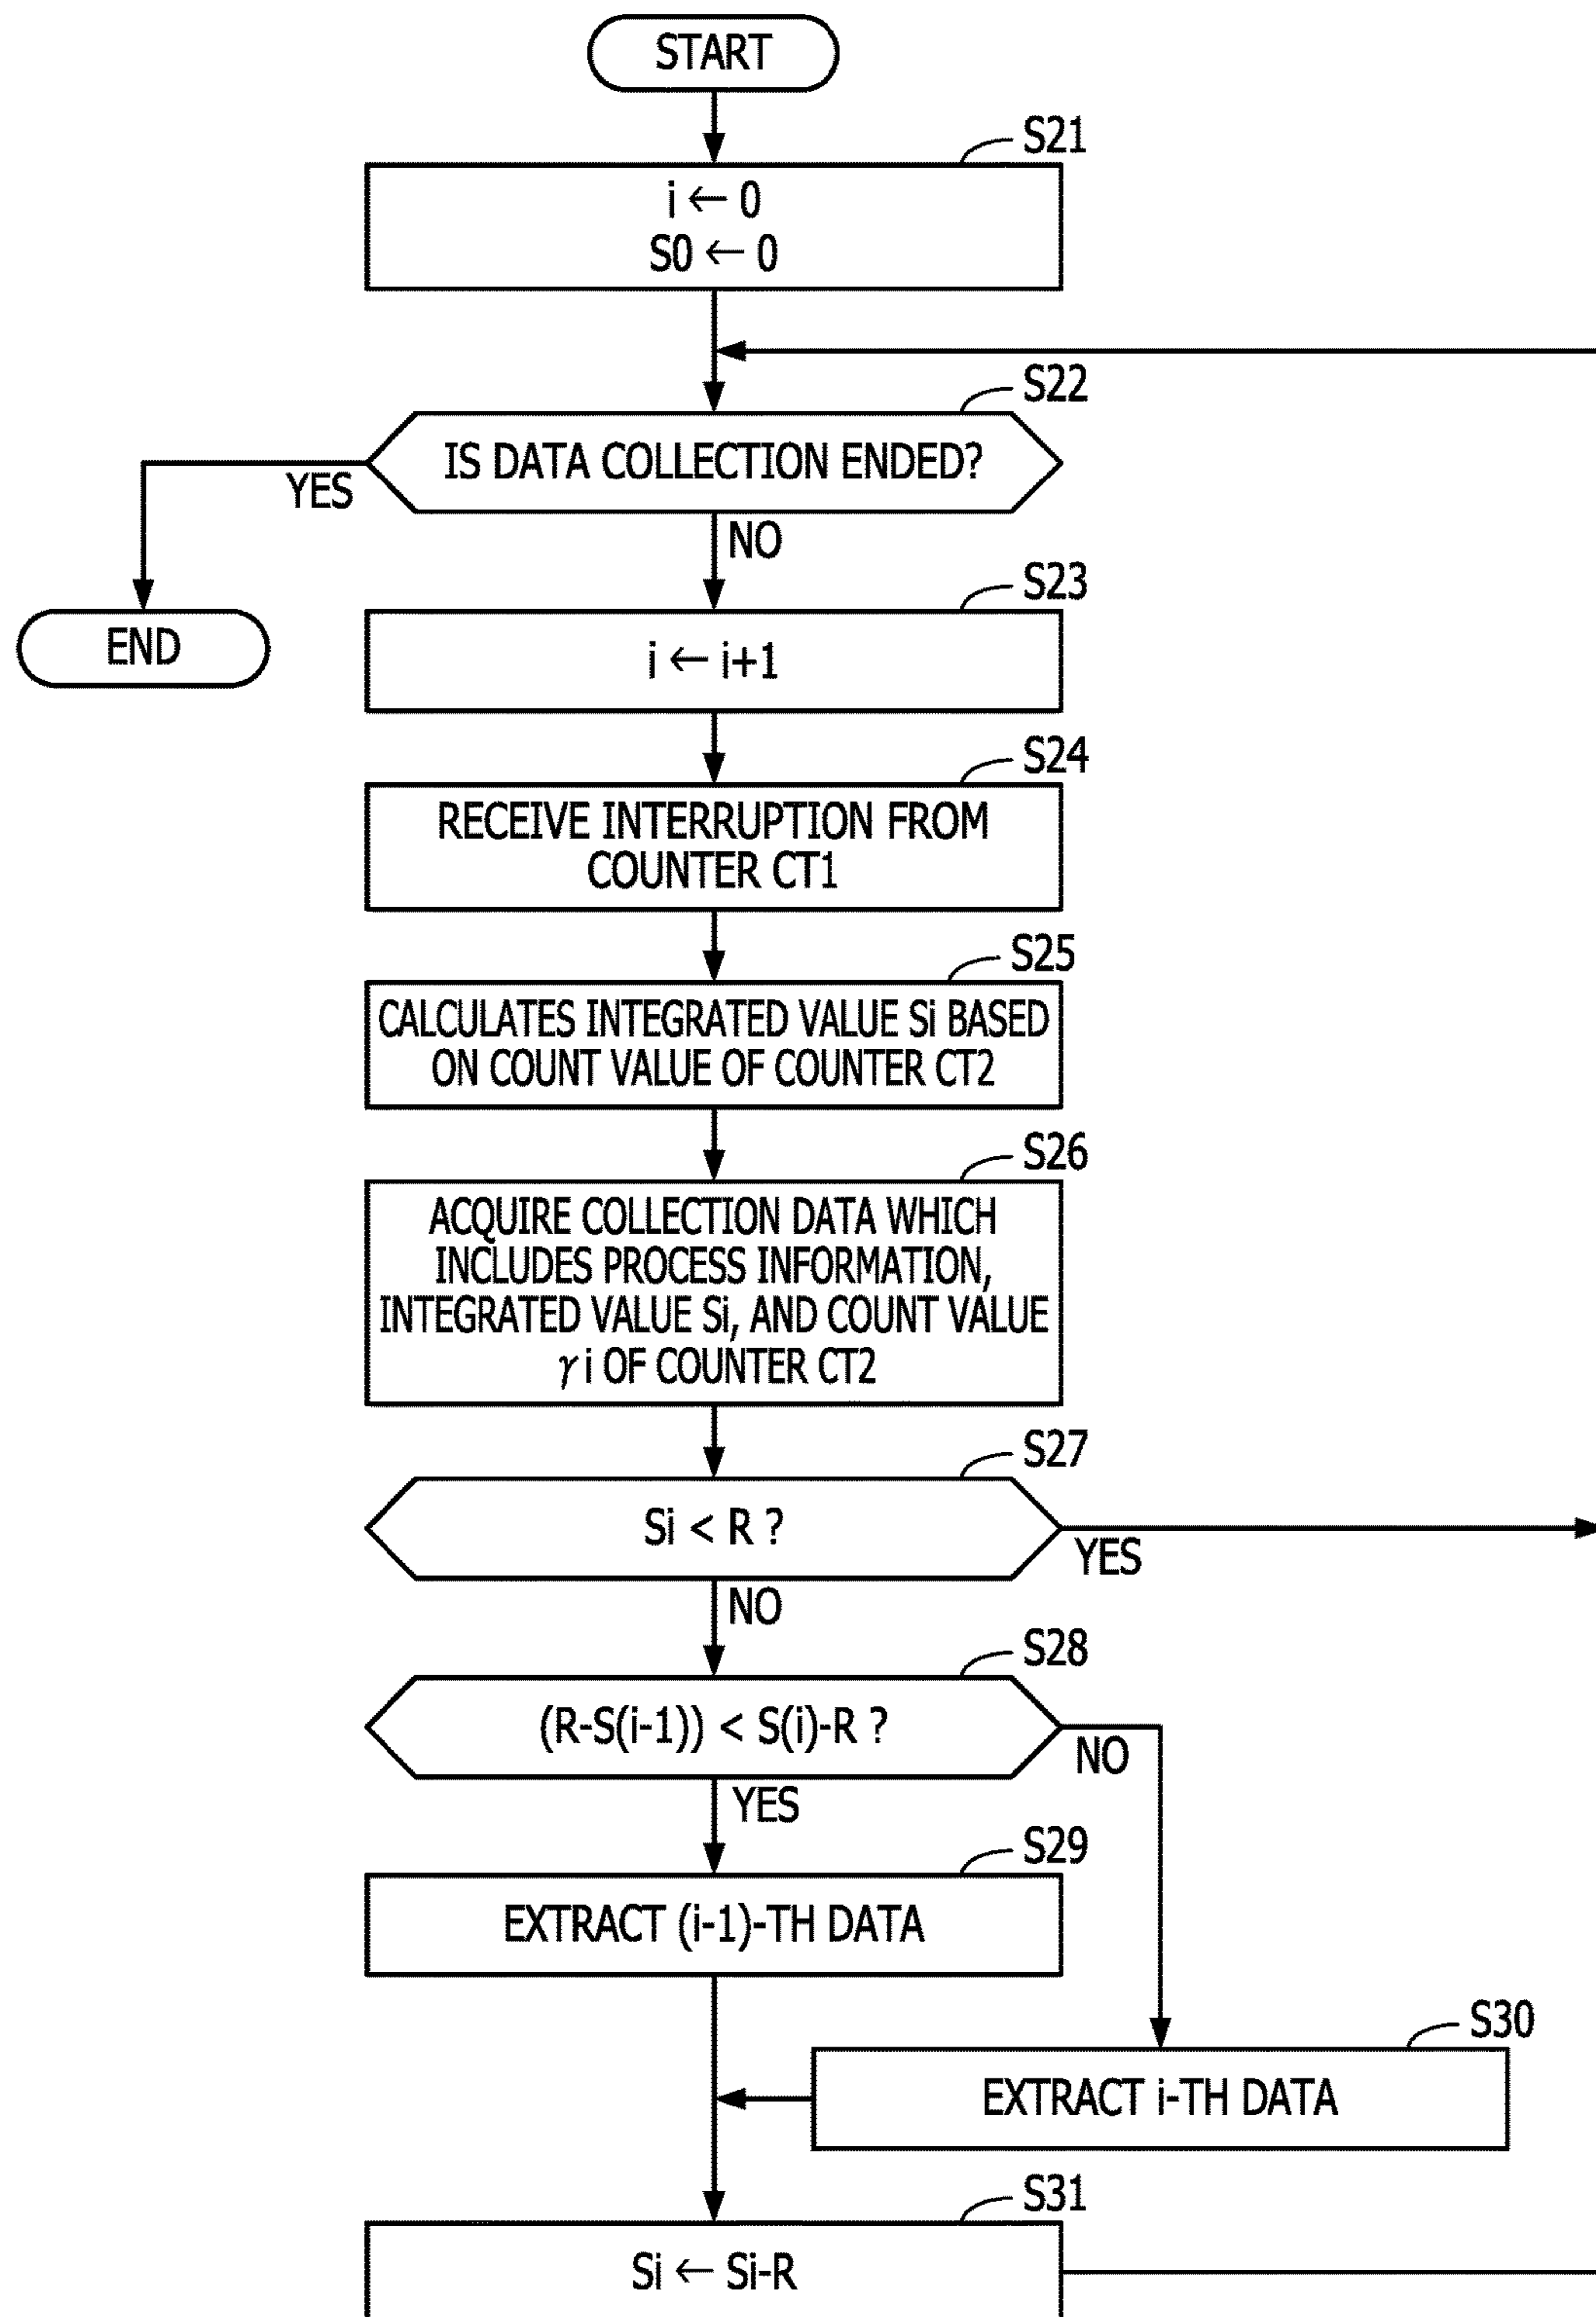 START
S21
i ← 0
S0 ← 0
S22
IS DATA COLLECTION ENDED?
YES
NO
S23
END
i ← i+1
S24
RECEIVE INTERRUPTION FROM
COUNTER CT1
S25
CALCULATES INTEGRATED VALUE Si BASED
ON COUNT VALUE OF COUNTER CT2
S26
ACQUIRE COLLECTION DATA WHICH
INCLUDES PROCESS INFORMATION,
INTEGRATED VALUE Si, AND COUNT VALUE
γ i OF COUNTER CT2
S27
Si < R ?
YES
NO
S28
(R-S(i-1)) < S(i)-R ?
NO
YES
S29
EXTRACT (i-1)-TH DATA
S30
EXTRACT i-TH DATA
S31
Si ← Si-R